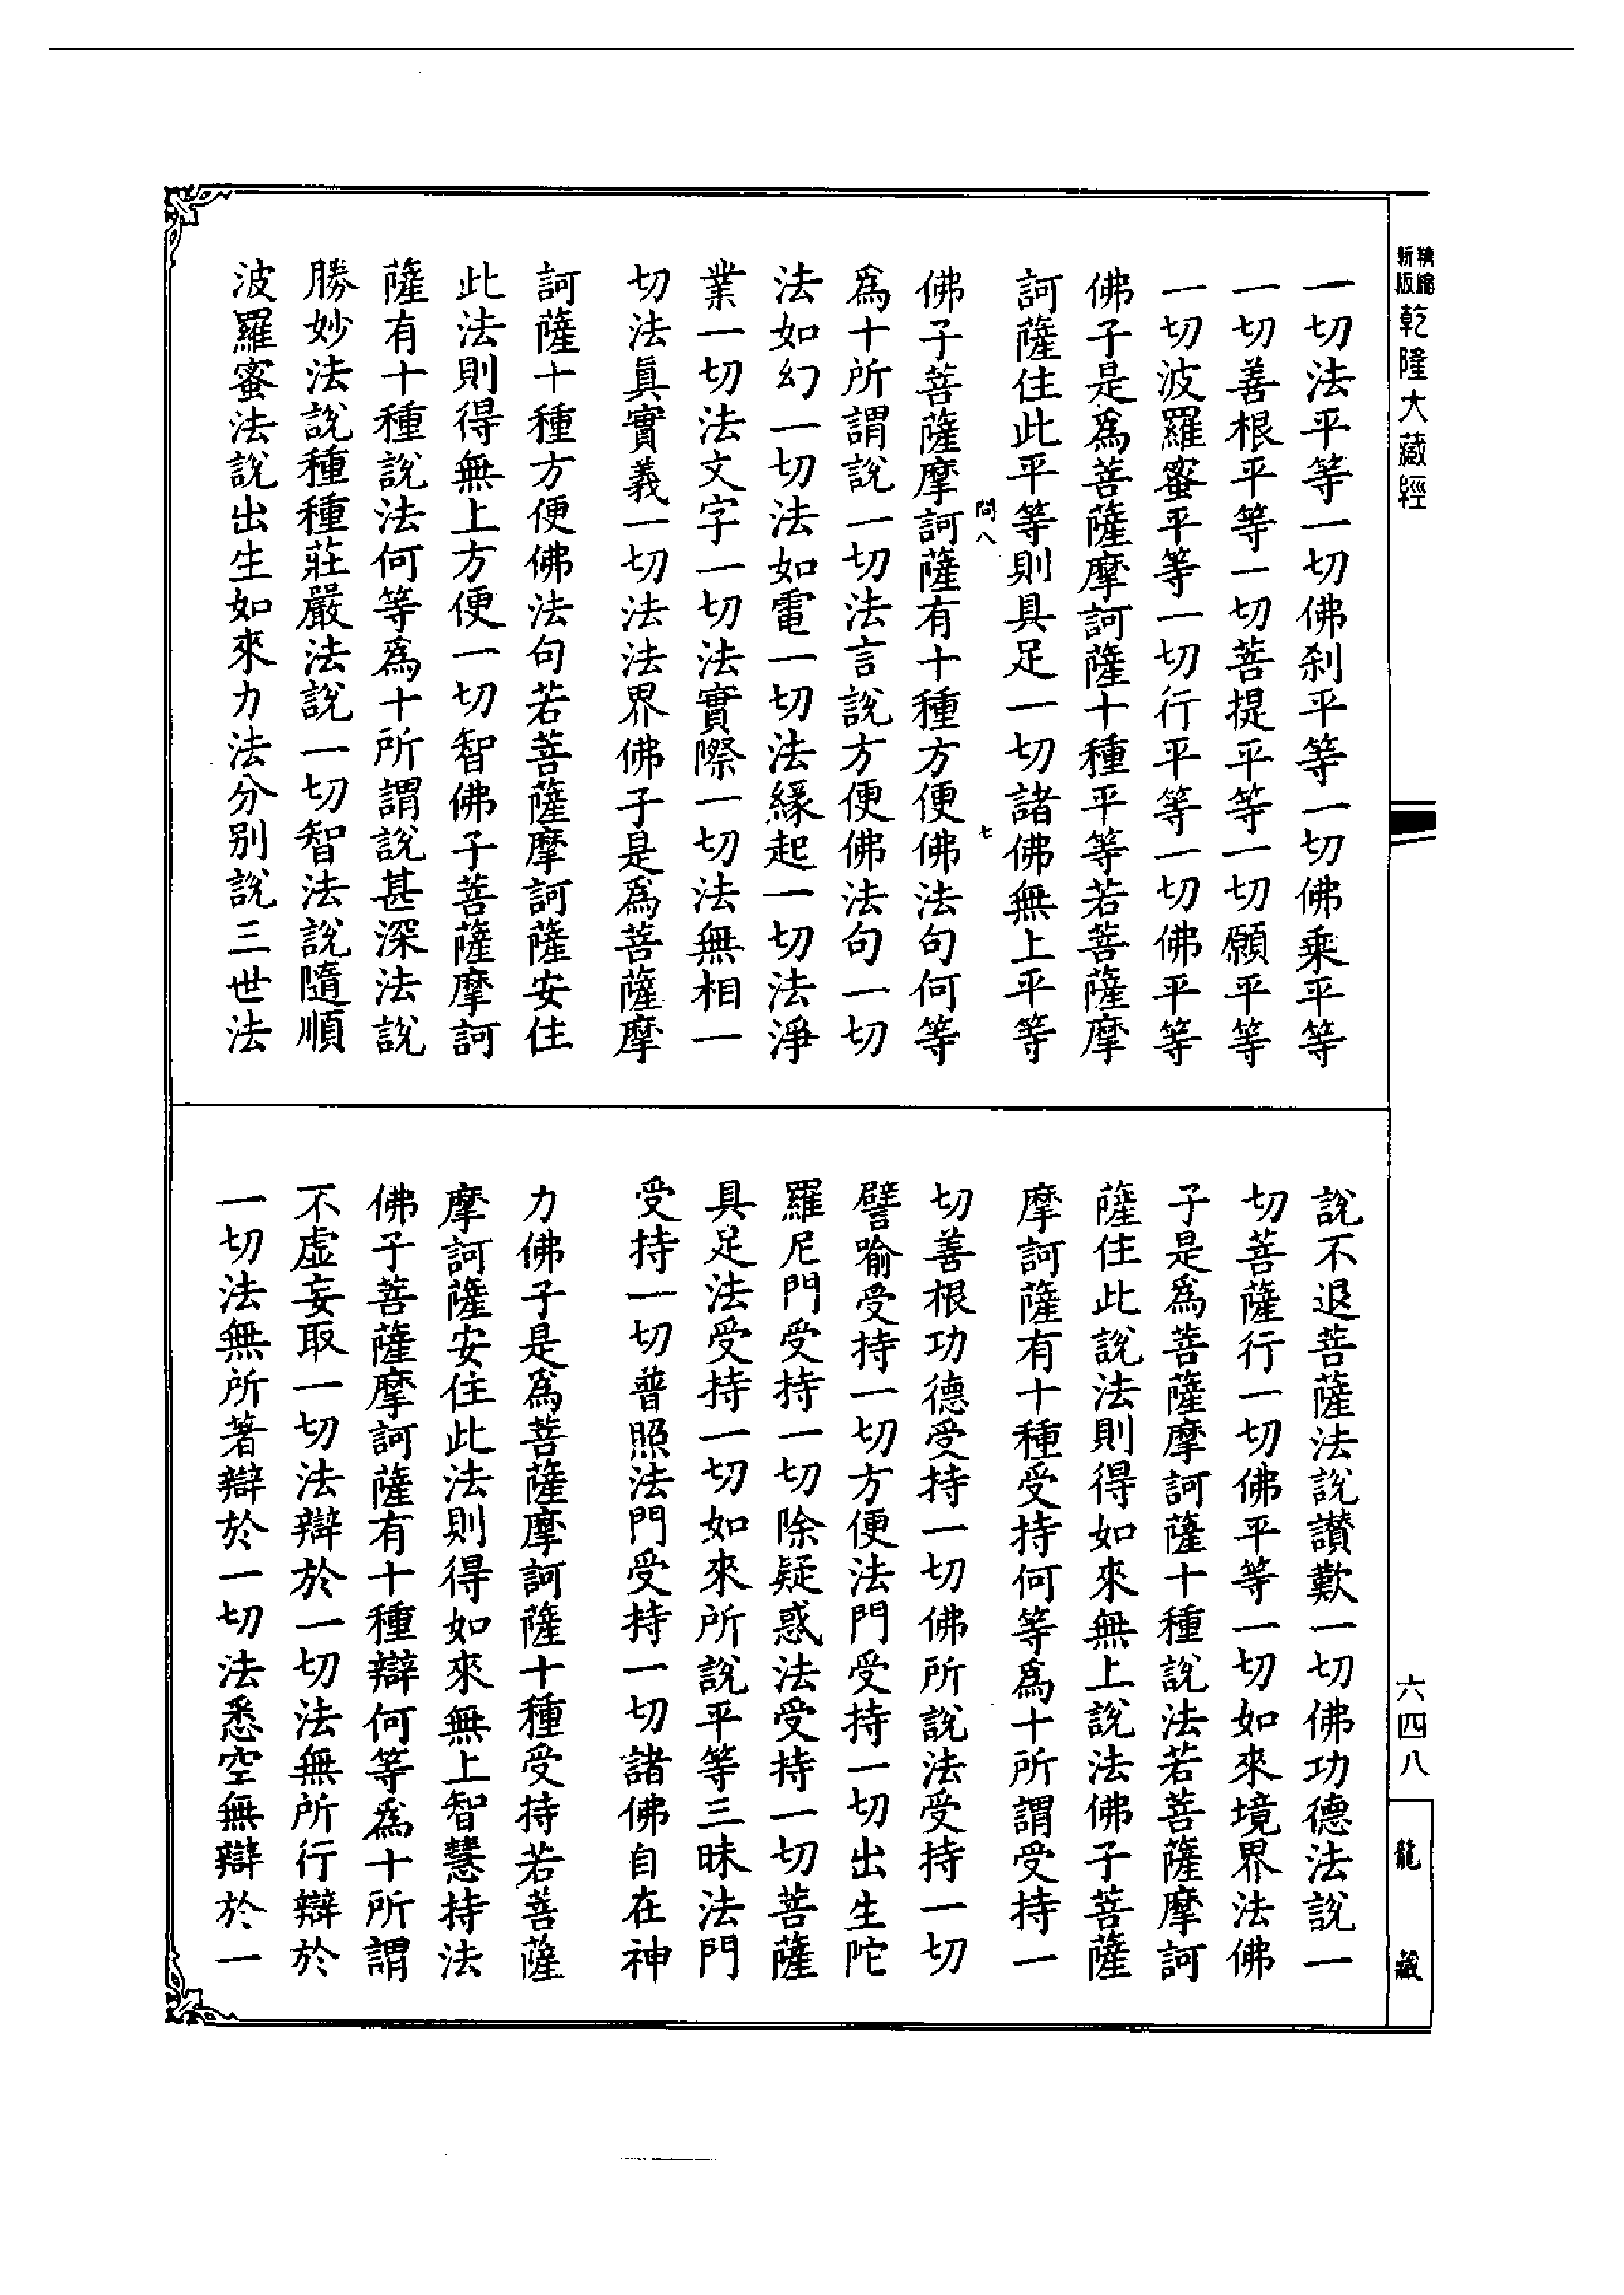 精縮新版乾隆大藏經
一切法平等一切佛刹平等一切佛乘平等
一切善根平等一切菩提平等一切願平等
一切波羅蜜平等一切行平等一切佛平等
佛子是爲菩薩摩訶薩十種平等若菩薩摩
訶薩住此平等則具足一切諸佛無上平等
問八 七
佛子菩薩摩訶薩有十種方便佛法句何等
爲十所謂說一切法言說方便佛法句一切
法如幻一切法如電一切法緣起一切法淨
業一切法文字一切法實際一切法無相一
切法眞實義一切法法界佛子是爲菩薩摩
訶薩十種方便佛法句若菩薩摩訶薩安住
此法則得無上方便一切智佛子菩薩摩訶
薩有十種說法何等爲十所謂說甚深法說
勝妙法說種種莊嚴法說一切智法說隨順
波羅蜜法說出生如來力法分別說三世法
說不退菩薩法說讚歎一切佛功德法說一
切菩薩行一切佛平等一切如來境界法佛
子是爲菩薩摩訶薩十種說法若菩薩摩訶
薩住此說法則得如來無上說法佛子菩薩
摩訶薩有十種受持何等爲十所謂受持一
切善根功德受持一切佛所說法受持一切
譬喻受持一切方便法門受持一切出生陀
羅尼門受持一切除疑惑法受持一切菩薩
具足法受持一切如來所說平等三昧法門
受持一切普照法門受持一切諸佛自在神
力佛子是爲菩薩摩訶薩十種受持若菩薩
摩訶薩安住此法則得如來無上智慧持法
佛子菩薩摩訶薩有十種辯何等爲十所謂
不虛妄取一切法辯於一切法無所行辯於
一切法無所著辯於一切法悉空無辯於一
六四八
龍藏